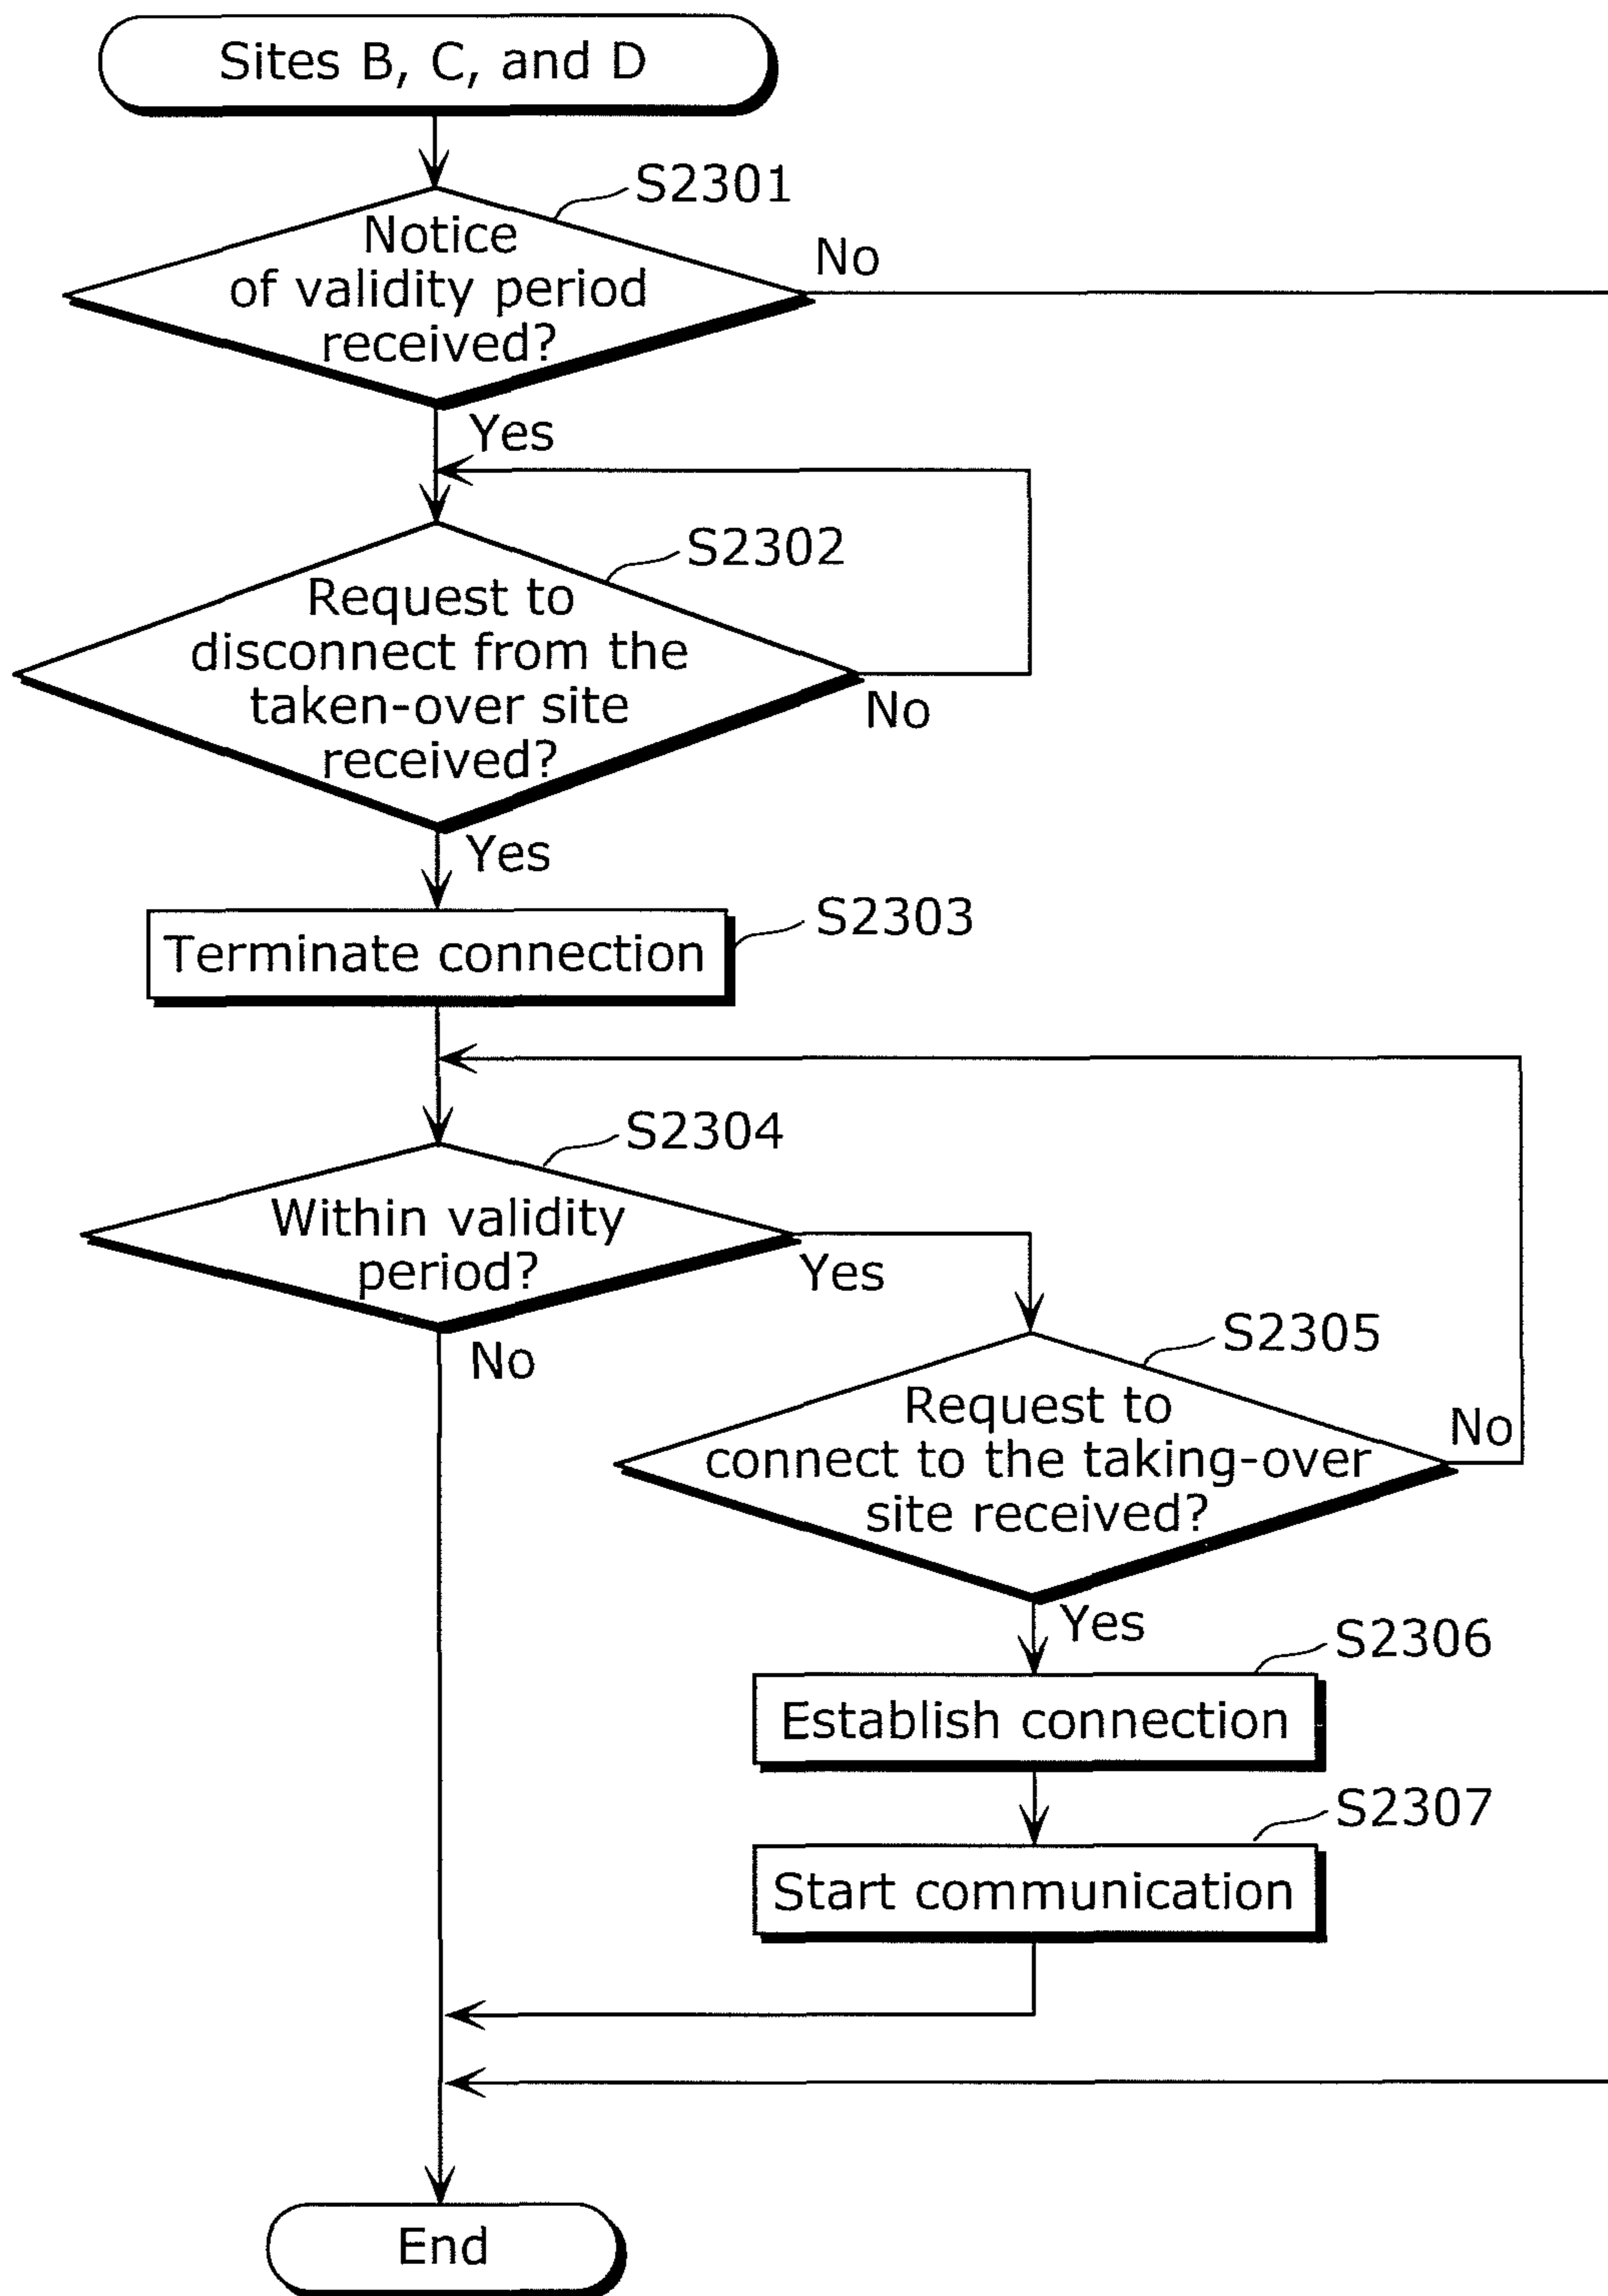 Sites B, C, and D
S2301
Notice
of validity period
received?
No
Yes
S2302
Request to
disconnect from the
taken-over site
received?
No
Yes
S2303
Terminate connection
S2304
Within validity
period?
Yes
No
S2305
Request to
connect to the taking-over
site received?
No
Yes
S2306
Establish connection
S2307
Start communication
End